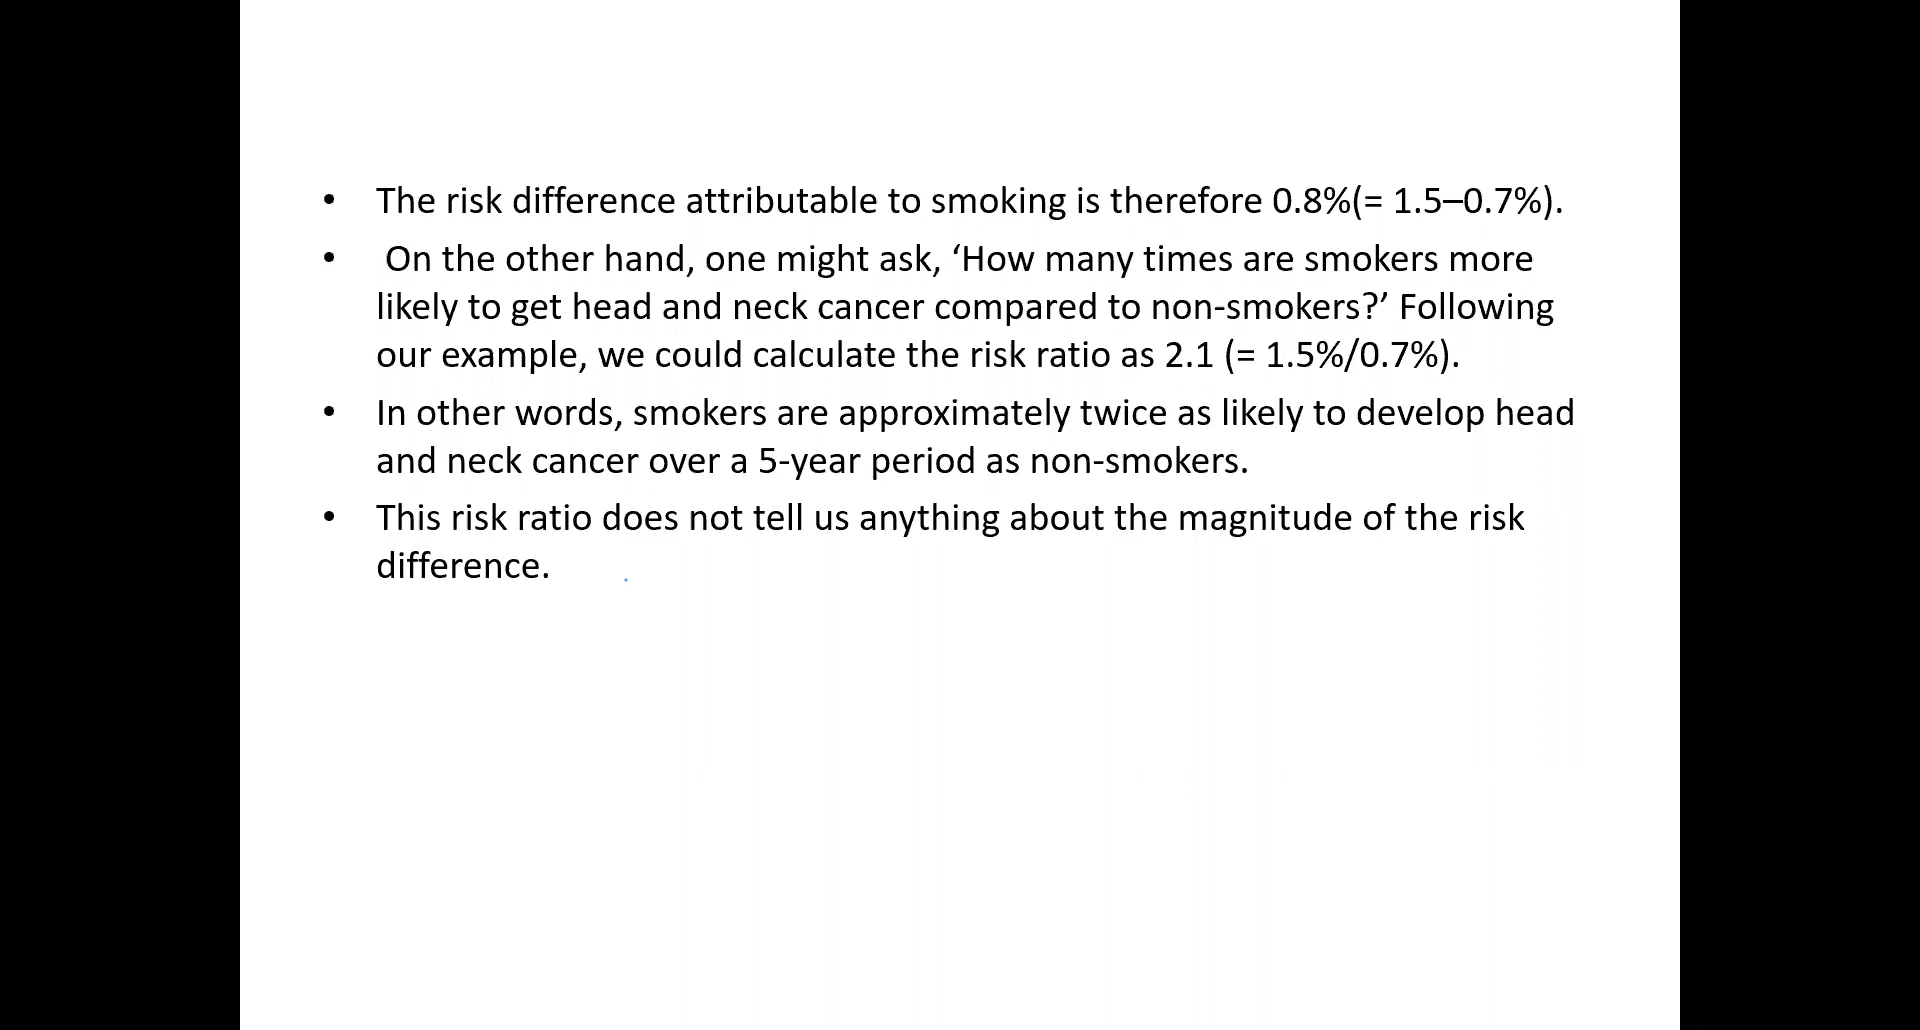 • The risk difference attributable to smoking is therefore 0.8%(= 1.5–0.7%).
• On the other hand, one might ask, ‘How many times are smokers more
likely to get head and neck cancer compared to non-smokers?’ Following
our example, we could calculate the risk ratio as 2.1 (= 1.5%/0.7%).
• In other words, smokers are approximately twice as likely to develop head
and neck cancer over a 5-year period as non-smokers.
• This risk ratio does not tell us anything about the magnitude of the risk
difference.